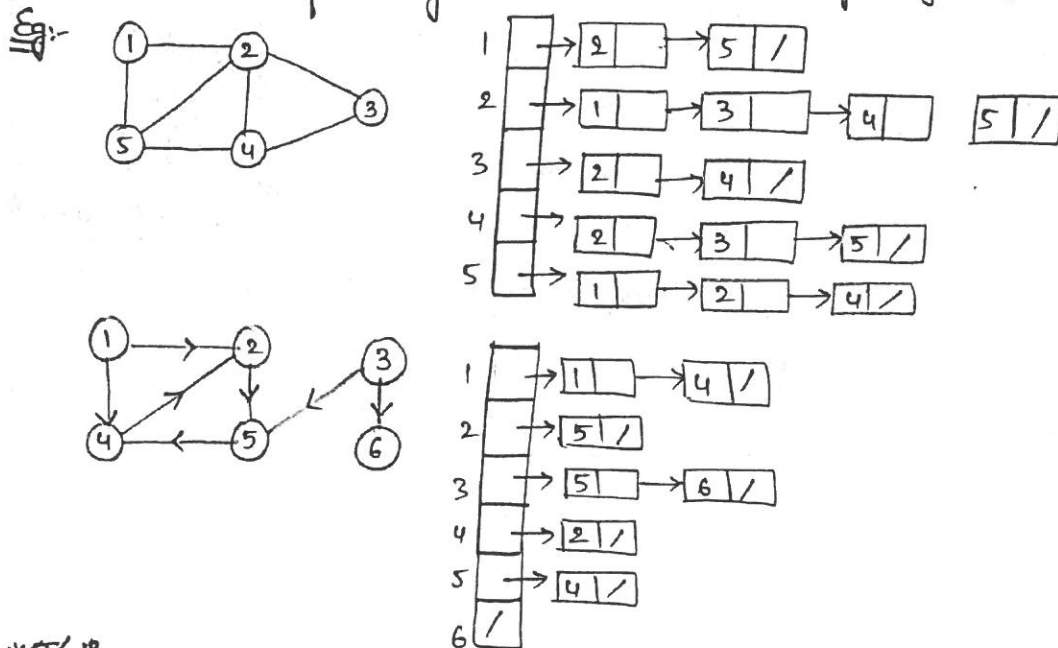 Eg :-
1 2 3 5 4
1 → 2 → 5 /
2 → 1 → 3 → 4 5 /
3 → 2 → 4 /
4 → 2 → 3 → 5 /
5 → 1 → 2 → 4 /
1 2 3 4 5 6
1 → 1 → 4 /
2 → 5 /
3 → 5 → 6 /
4 → 2 /
5 → 4 /
6 /